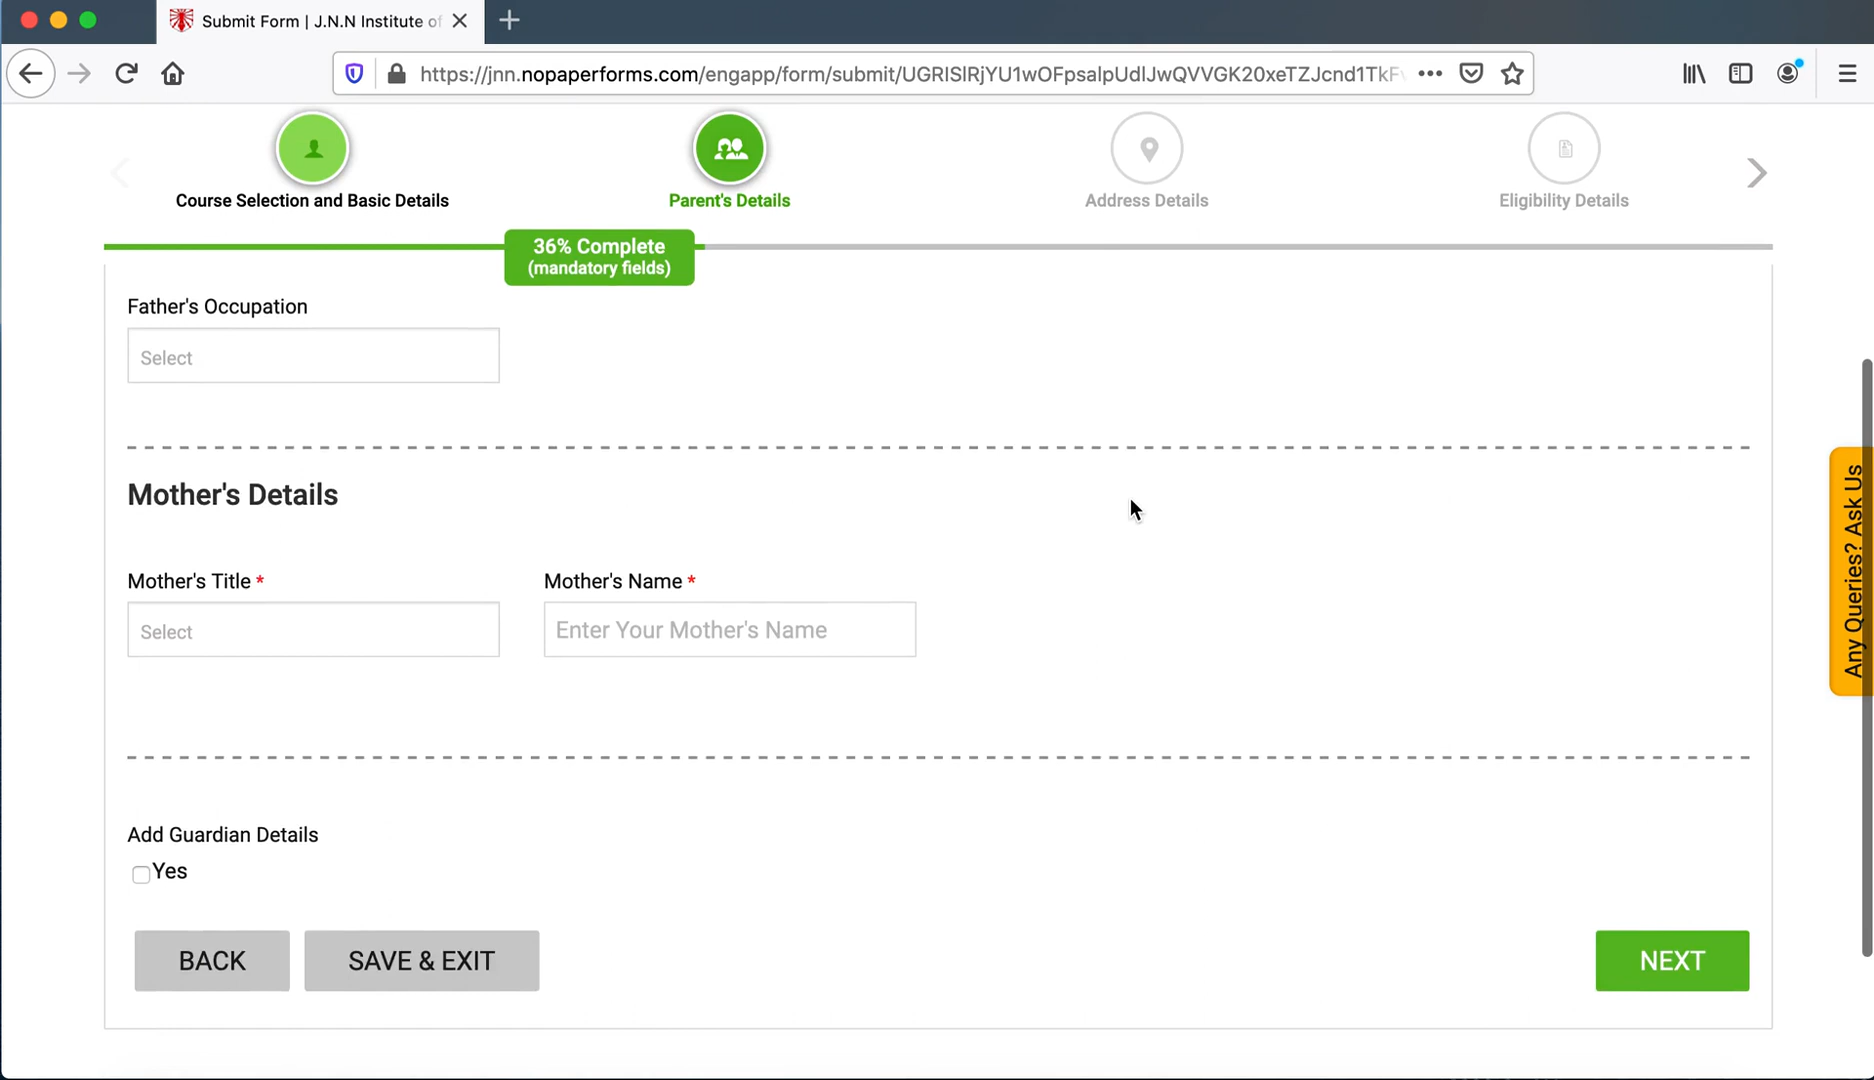 Submit Form | J.N.N Institute of
https://jnn.nopaperforms.com/engapp/form/submit/
Course Selection and Basic Details
Parent's Details
Address Details
Eligibility Details
36% Complete
(mandatory fields)
Father's Occupation
Select
Mother's Details
Mother's Title *
Mother's Name *
Select
Enter Your Mother's Name
Any Queries? Ask Us
Add Guardian Details
Yes
BACK
SAVE & EXIT
NEXT